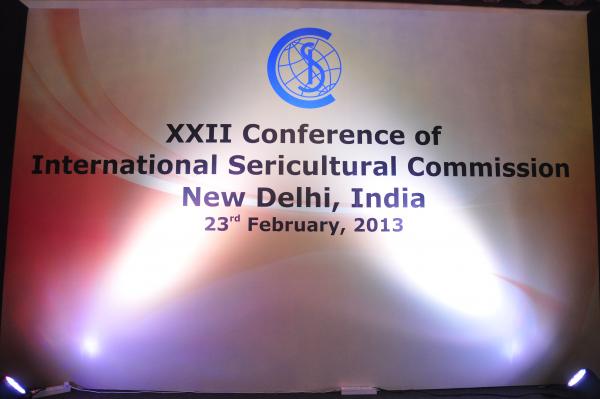 XXII Conference of
International Sericultural Commission
New Delhi, India
23rd February, 2013